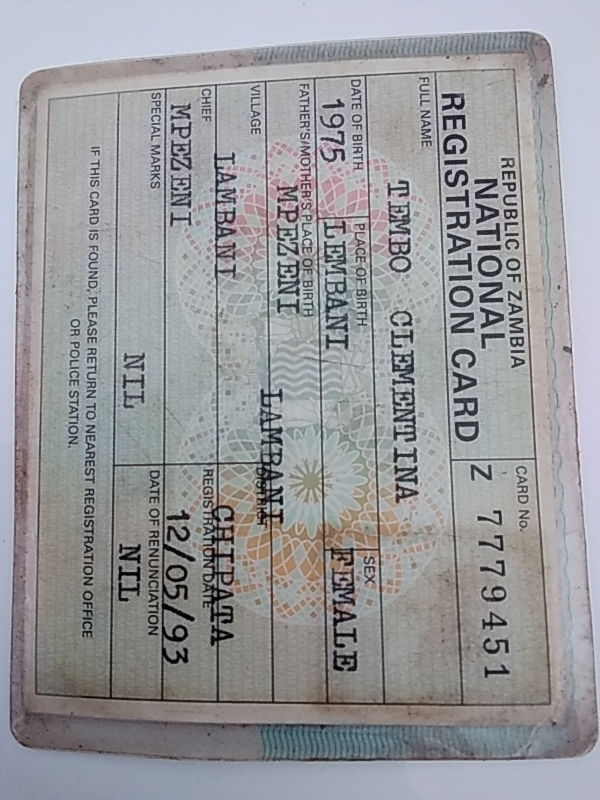 REPUBLIC OF ZAMBIA
NATIONAL
REGISTRATION CARD
CARD No.
Z 7779451
FULL NAME
TEMBO CLEMENTINA
DATE OF BIRTH
1975
PLACE OF BIRTH
LEMBANI
SEX
FEMALE
FATHER'S/MOTHER'S PLACE OF BIRTH
MPEZENI
LAMBANI
VILLAGE
LAMBANI
CHIPATA
CHIEF
MPEZENI
REGISTRATION DATE
12/05/93
SPECIAL MARKS
NIL
DATE OF RENUNCIATION
NIL
IF THIS CARD IS FOUND, PLEASE RETURN TO NEAREST REGISTRATION OFFICE
OR POLICE STATION.